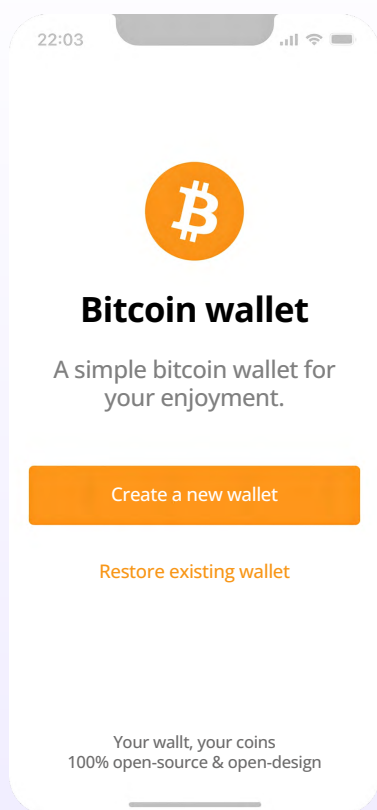 22:03
Bitcoin wallet
A simple bitcoin wallet for
your enjoyment.
Create a new wallet
Restore existing wallet
Your wallt, your coins
100% open-source & open-design